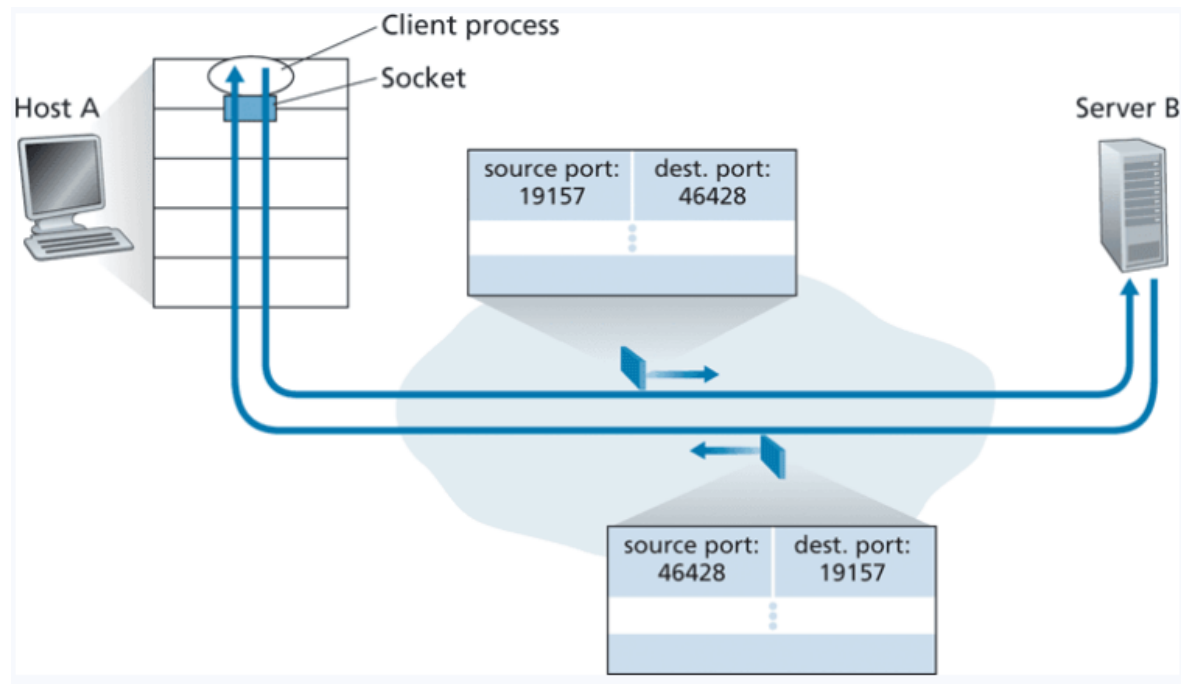 Client process
Socket
Host A
Server B
source port: dest. port:
19157 46428
source port: dest. port:
46428 19157